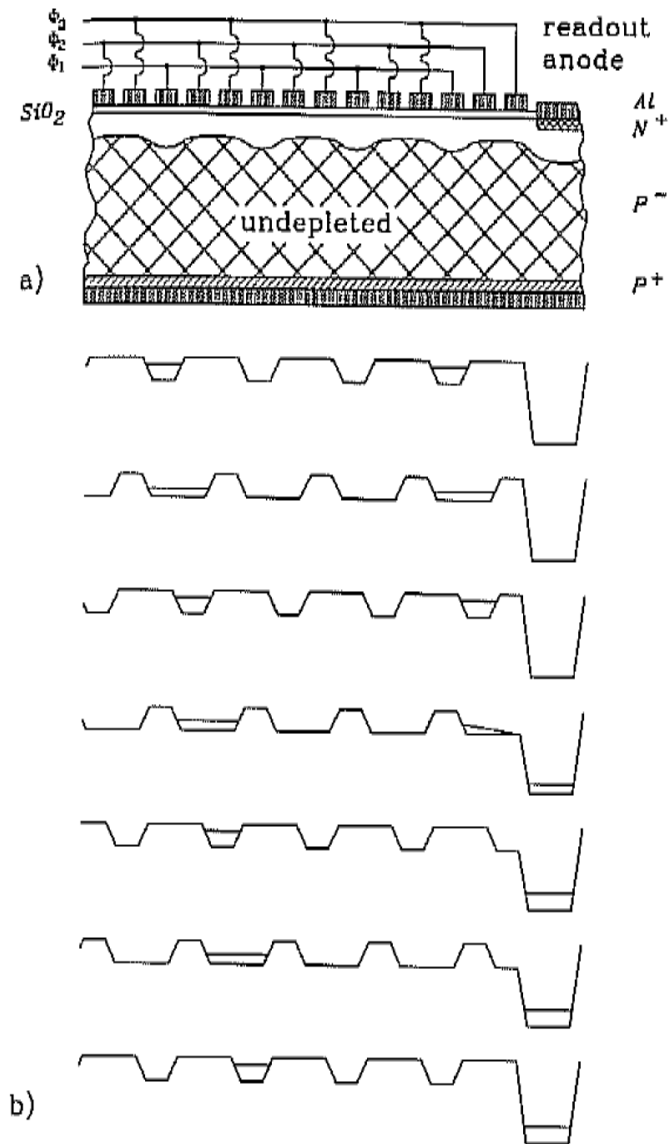 Φ₃
readout
Φ₂
anode
Φ₁
SiO₂
Al
N⁺
P⁻
undepleted
a)
P⁺
b)